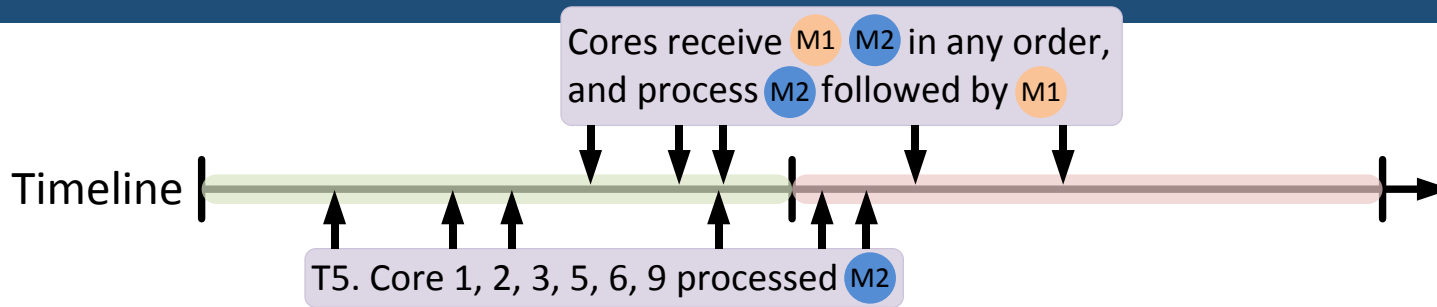 Cores receive M1 M2 in any order,
and process M2 followed by M1
Timeline
T5. Core 1, 2, 3, 5, 6, 9 processed M2